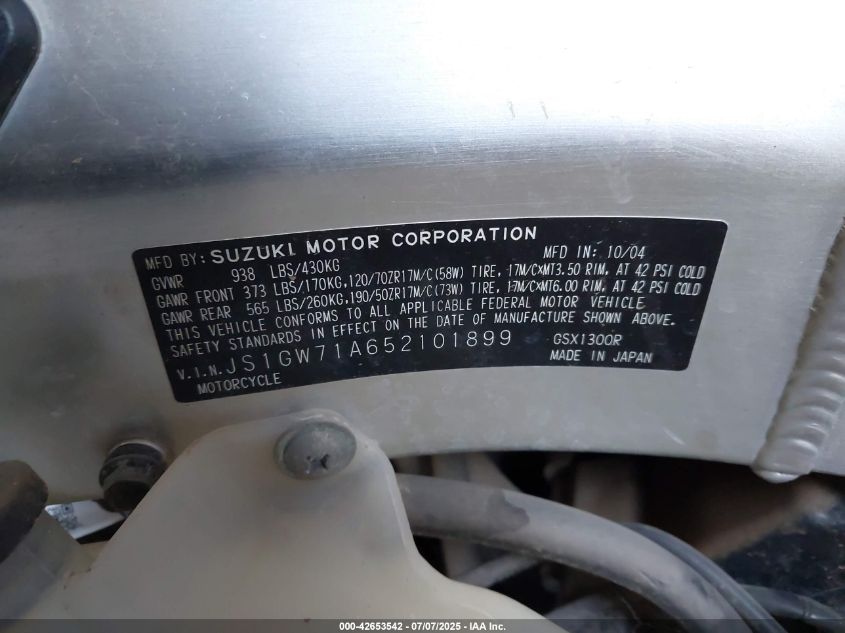 MFD BY: SUZUKI MOTOR CORPORATION MFD IN: 10/04
GVWR 938 LBS/430KG
GAWR FRONT 373 LBS/170KG,120/70ZR17M/C(58W) TIRE, 17M/C×MT3.50 RIM, AT 42 PSI COLD
GAWR REAR 565 LBS/260KG,190/50ZR17M/C(73W) TIRE, 17M/C×MT6.00 RIM, AT 42 PSI COLD
THIS VEHICLE CONFORMS TO ALL APPLICABLE FEDERAL MOTOR VEHICLE
SAFETY STANDARDS IN EFFECT ON THE DATE OF MANUFACTURE SHOWN ABOVE.
V.I.N. JS1GW71A652101899 GSX1300R
MOTORCYCLE MADE IN JAPAN
000-42653542 - 07/07/2025 - IAA Inc.